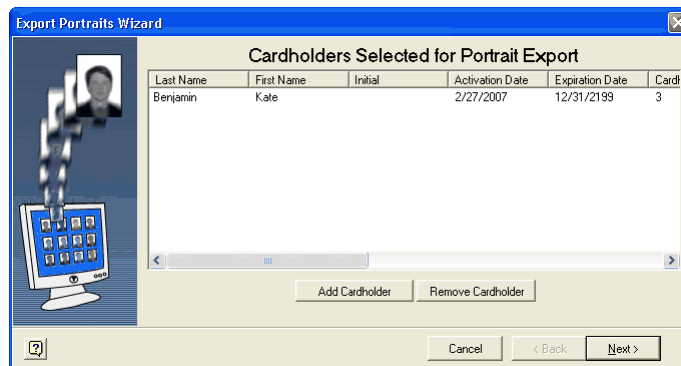 Export Portraits Wizard
Cardholders Selected for Portrait Export
Last Name First Name Initial Activation Date Expiration Date Cardh
Benjamin Kate 2/27/2007 12/31/2199 3
Add Cardholder Remove Cardholder
Cancel < Back Next >